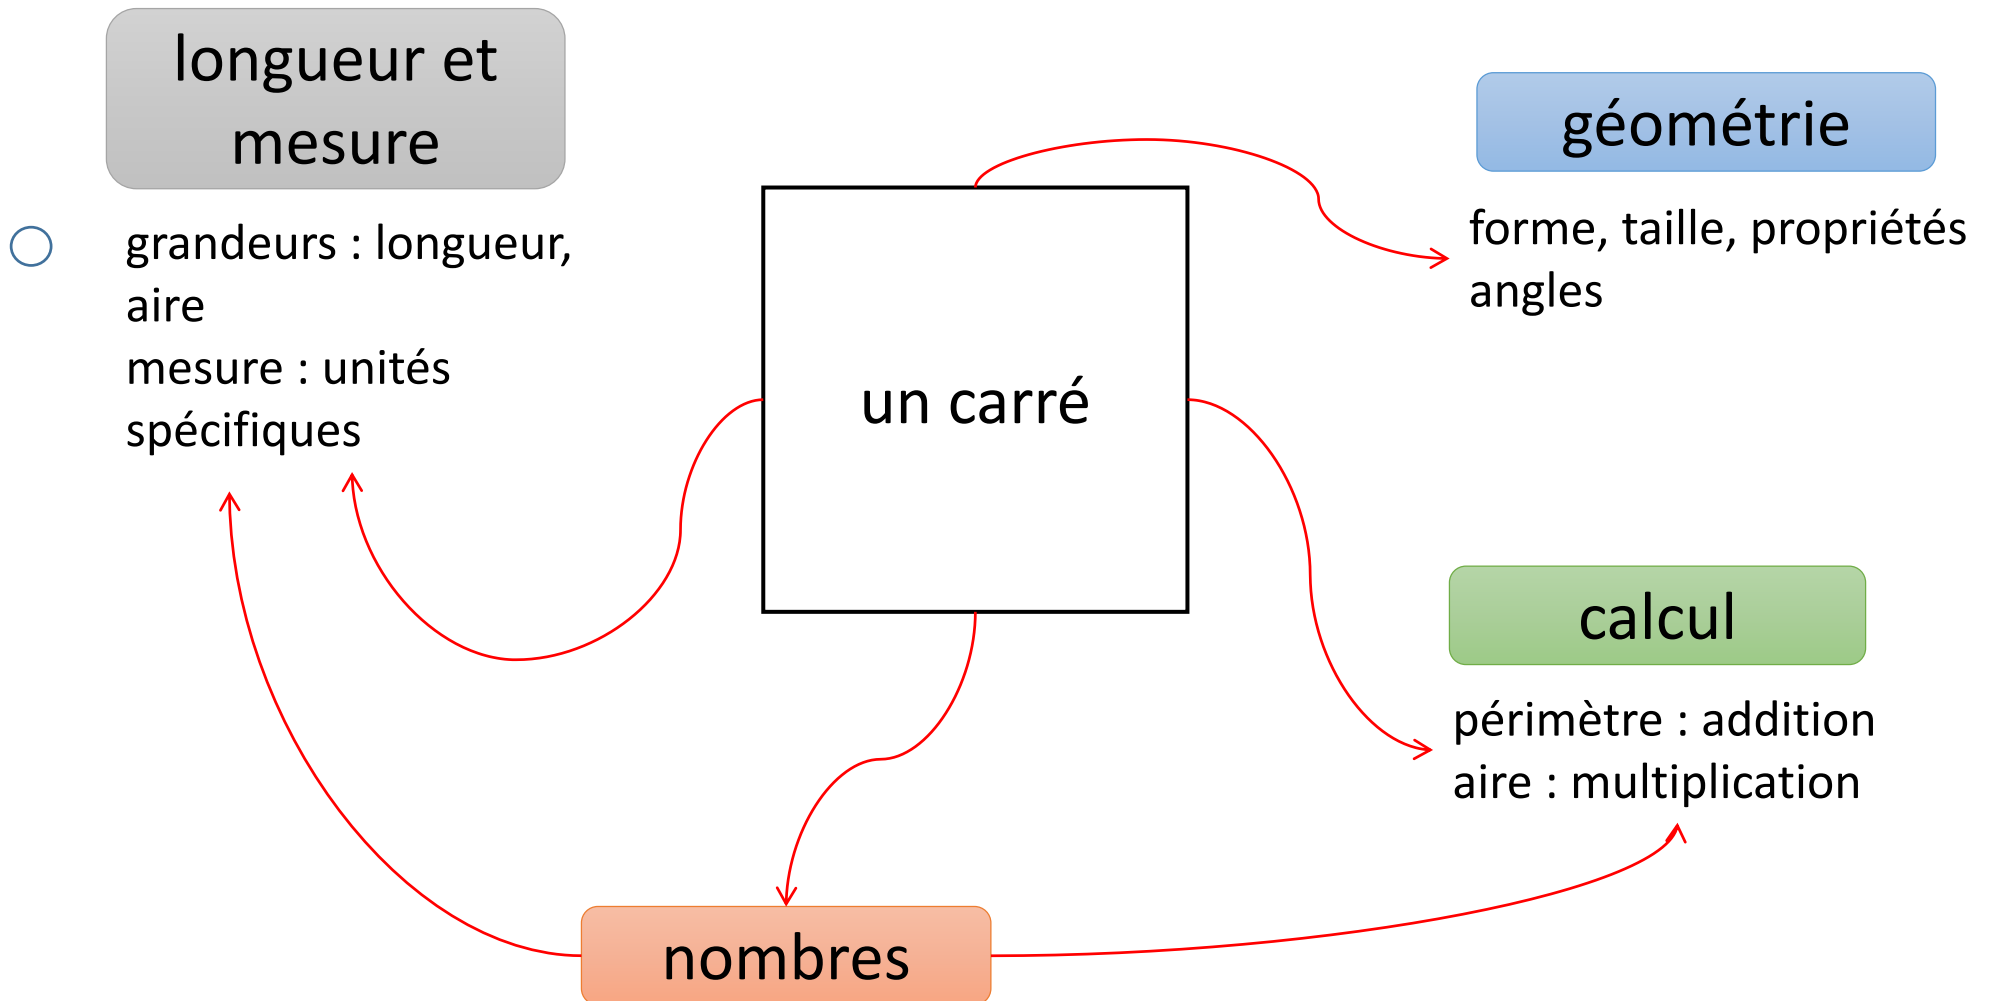 longueur et
mesure
grandeurs : longueur,
aire
mesure : unités
spécifiques
un carré
géométrie
forme, taille, propriétés
angles
calcul
périmètre : addition
aire : multiplication
nombres